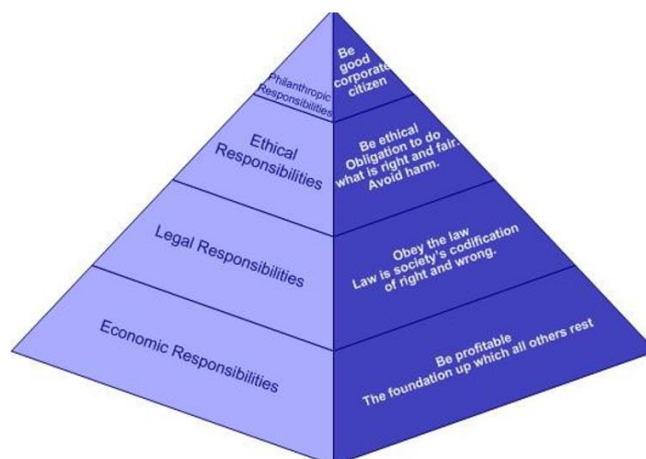 Philanthropic
Responsibilities
Be
good
corporate
citizen
Ethical
Responsibilities
Be ethical
Obligation to do
what is right and fair.
Avoid harm.
Legal Responsibilities
Obey the law
Law is society's codification
of right and wrong.
Economic Responsibilities
Be profitable
The foundation up which all others rest